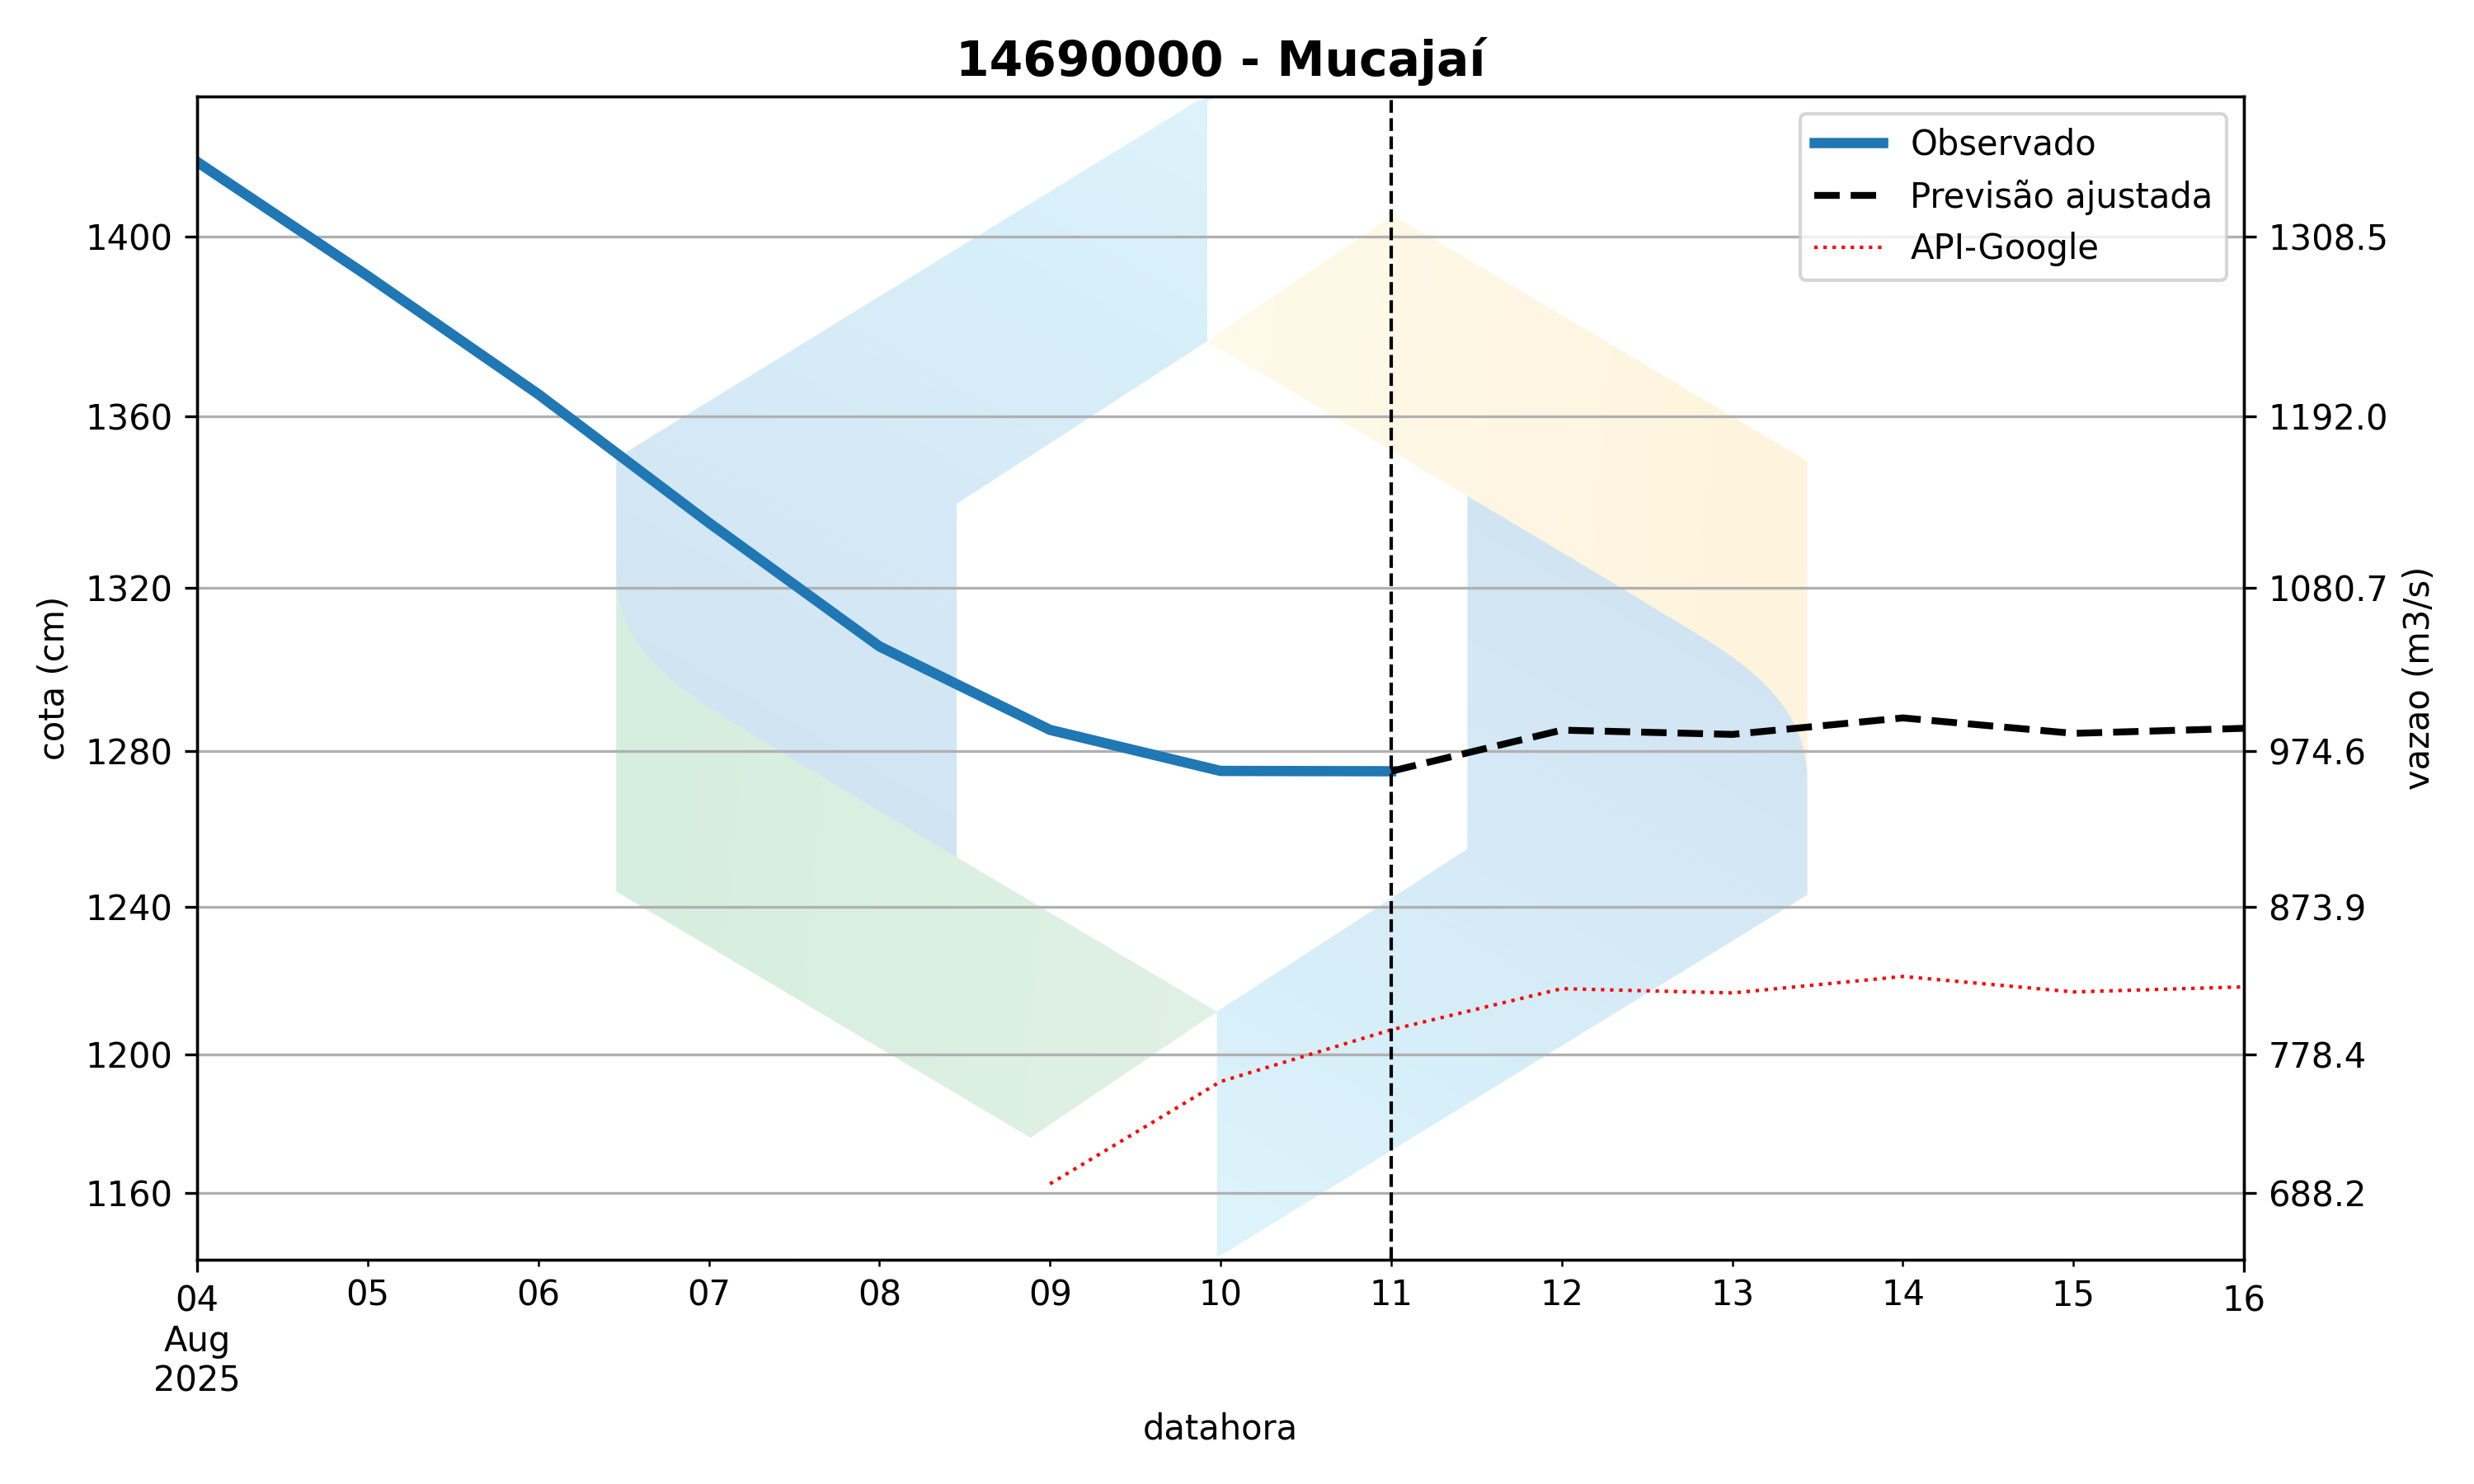 14690000 - Mucajaí
Observado
Previsão ajustada
API-Google
1400
1360
1320
1280
1240
1200
1160
cota (cm)
1308.5
1192.0
1080.7
974.6
873.9
778.4
688.2
vazao (m3/s)
04 05 06 07 08 09 10 11 12 13 14 15 16
Aug
2025
datahora